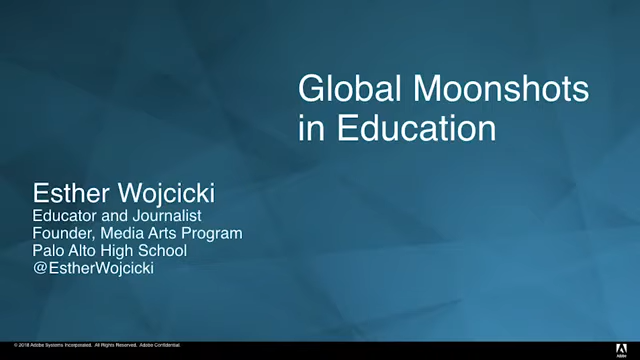 Global Moonshots
in Education
Esther Wojcicki
Educator and Journalist
Founder, Media Arts Program
Palo Alto High School
@EstherWojcicki
© 2018 Adobe Systems Incorporated. All Rights Reserved. Adobe Confidential.
Adobe